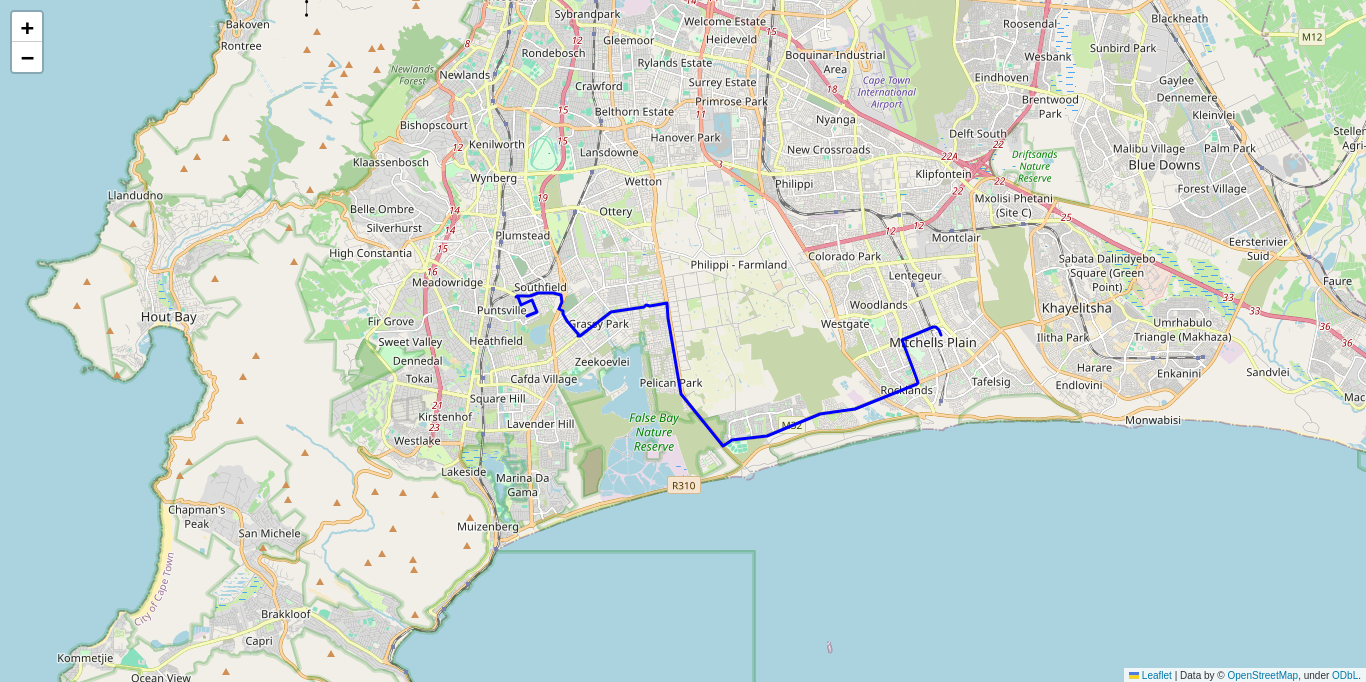 +
−
Bakoven
Rontree
Sybrandpark
Welcome Estate
Gleemoor
Heideveld
Rondebosch
Rylands Estate
Newlands
Newlands
Forest
Crawford
Surrey Estate
Primrose Park
Belthorn Estate
Boquinar Industrial
Area
Cape Town
International
Airport
Roosendal
Blackheath
M12
Sunbird Park
Wesbank
Eindhoven
Gaylee
Brentwood
Park
Dennemere
Kleinvlei
Bishopscourt
Kenilworth
Hanover Park
Nyanga
Delft South
Klaassenbosch
Lansdowne
New Crossroads
Driftsands
Nature
Reserve
Malibu Village
Palm Park
Blue Downs
Steller
Agri-
Wynberg
Wetton
Philippi
Klipfontein
Forest Village
Llandudno
Belle Ombre
Silverhurst
Ottery
Mxolisi Phetani
(Site C)
High Constantia
Plumstead
Montclair
Eersterivier
Suid
Meadowridge
Philippi - Farmland
Colorado Park
Lentegeur
Sabata Dalindyebo
Square (Green
Point)
Faure
Southfield
Puntsville
Hout Bay
Fir Grove
Grassy Park
Woodlands
Westgate
Khayelitsha
Umrhabulo
Triangle (Makhaza)
Sweet Valley
Heathfield
Mitchells Plain
Ilitha Park
Dennedal
Tokai
Zeekoevlei
Cafda Village
Pelican Park
Rocklands
Tafelsig
Harare
Enkanini
Endlovini
Sandvlei
Mac
Square Hill
Kirstenhof
Lavender Hill
Westlake
False Bay
Nature
Reserve
M32
Monwabisi
Lakeside
Marina Da
Gama
R310
Chapman's
Peak
San Michele
Muizenberg
City of Cape Town
Brakkloof
Capri
Kommetjie
Ocean View
8
12
15
14
15
16
21
23
12
14
15
15
19
11
3
15
18
22A
22
22
22
12
12
25
33
36
Leaflet | Data by © OpenStreetMap, under ODbL.